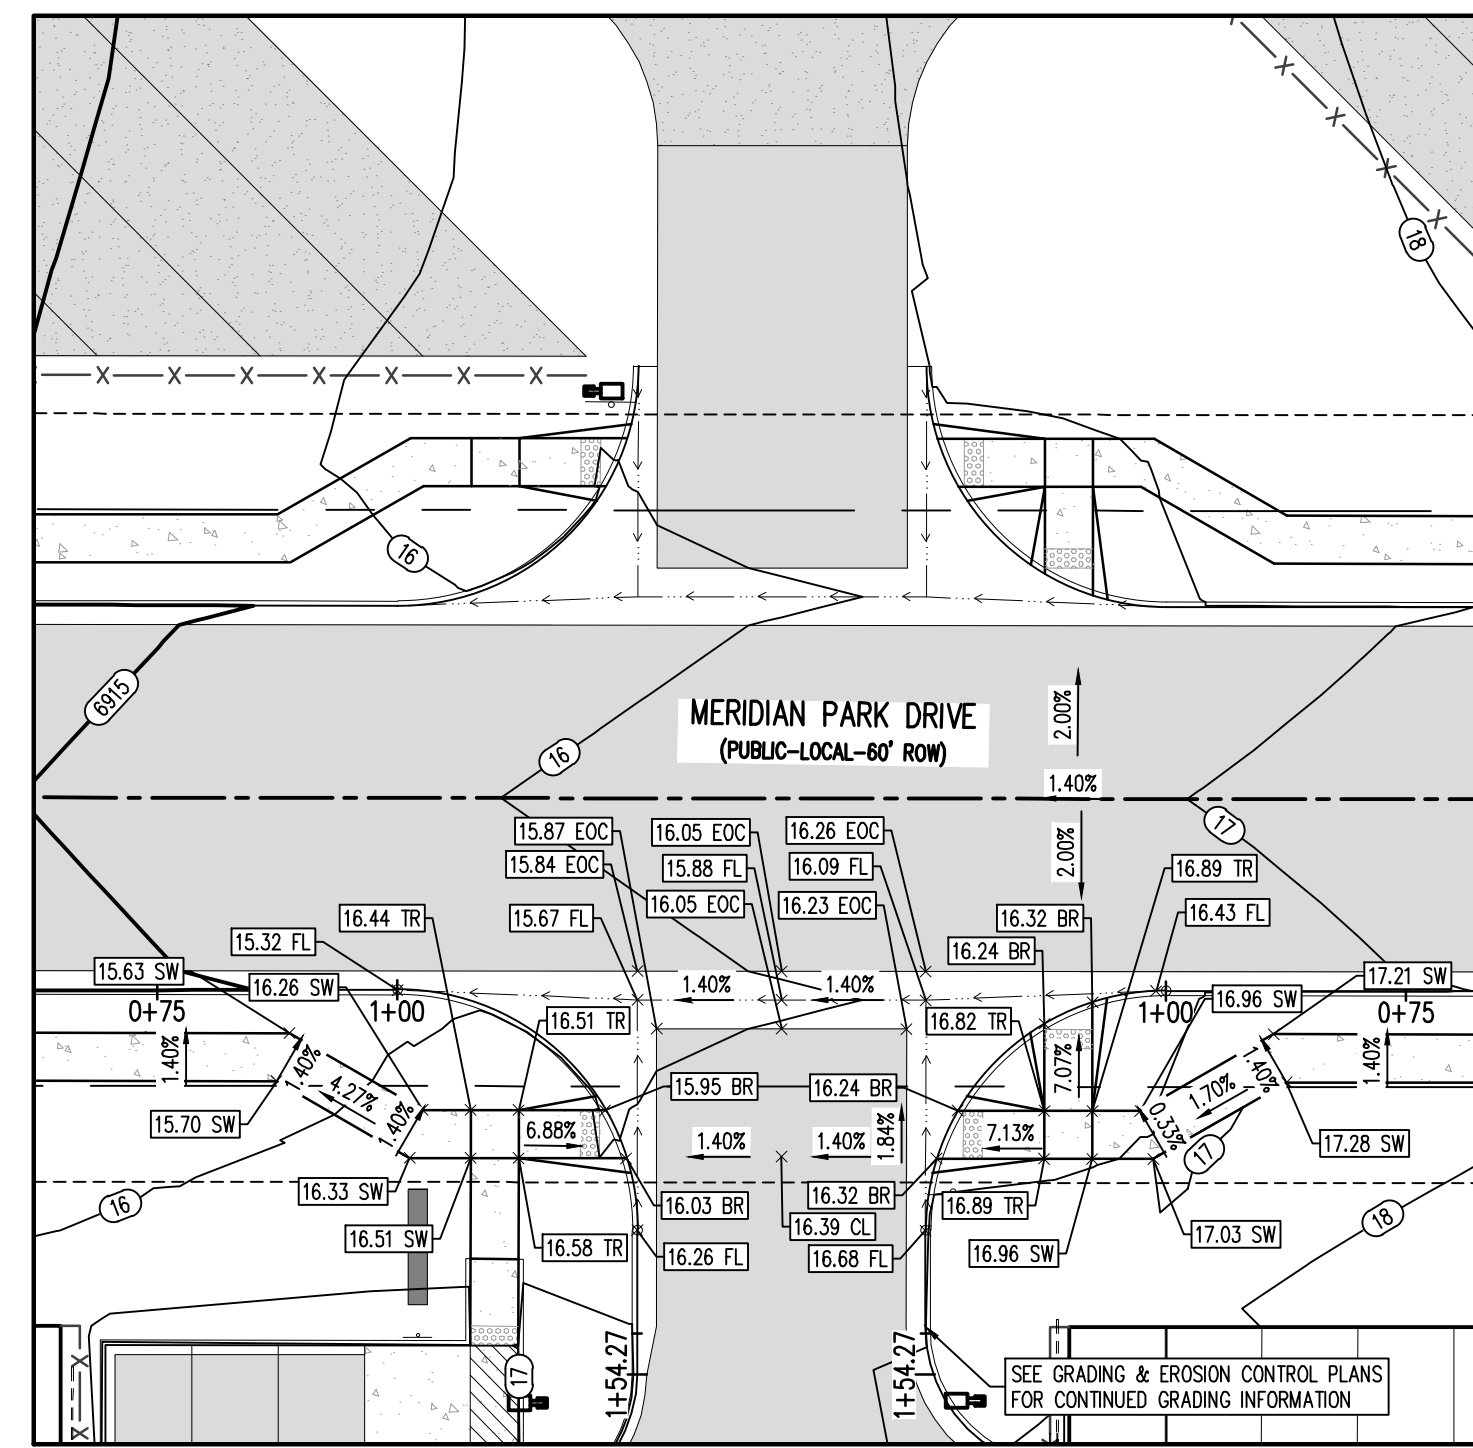 18
16
6915
MERIDIAN PARK DRIVE
(PUBLIC-LOCAL-60' ROW)
2.00%
16
1.40%
17
2.00%
15.87 EOC
16.05 EOC
16.26 EOC
15.84 EOC
15.88 FL
16.09 FL
16.89 TR
16.44 TR
15.67 FL
16.05 EOC
16.23 EOC
16.32 BR
16.43 FL
15.32 FL
16.24 BR
15.63 SW
16.26 SW
1.40%
1.40%
17.21 SW
16.96 SW
0+75
1+00
16.51 TR
16.82 TR
1+00
0+75
1.40%
1.40%
4.27%
1.40%
15.95 BR
16.24 BR
7.07%
1.70%
1.40%
1.40%
15.70 SW
6.88%
1.40%
1.40%
1.84%
7.13%
0.33%
17
17.28 SW
16
16.33 SW
16.03 BR
16.32 BR
16.89 TR
18
16.51 SW
16.58 TR
16.39 CL
17.03 SW
16.26 FL
16.68 FL
16.96 SW
17
1+54.27
1+54.27
SEE GRADING & EROSION CONTROL PLANS
FOR CONTINUED GRADING INFORMATION